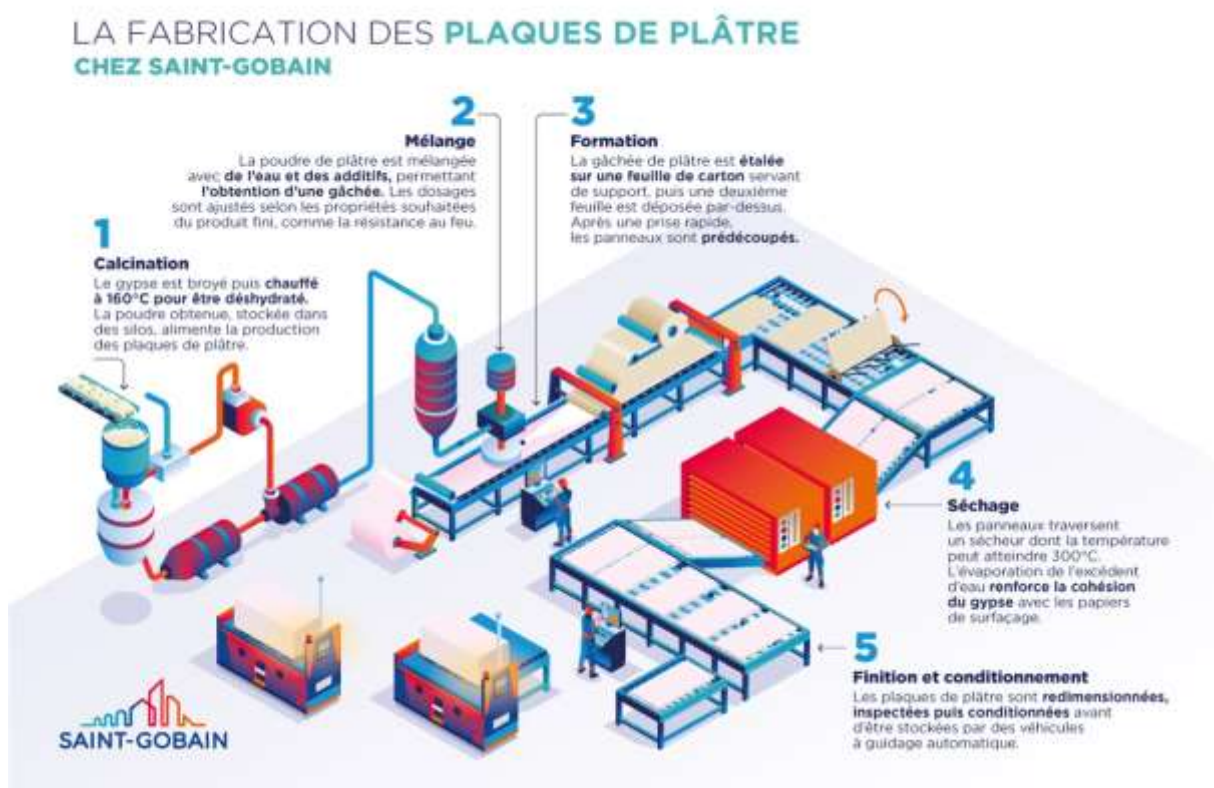 LA FABRICATION DES PLAQUES DE PLÂTRE
CHEZ SAINT-GOBAIN
1
Calcination
Le gypse est broyé puis chauffé
à 160°C pour être déshydraté.
La poudre obtenue, stockée dans
des silos, alimente la production
des plaques de plâtre.
2
Mélange
La poudre de plâtre est mélangée
avec de l'eau et des additifs, permettant
l'obtention d'une gâchée. Les dosages
sont ajustés selon les propriétés souhaitées
du produit fini, comme la résistance au feu.
3
Formation
La gâchée de plâtre est étalée
sur une feuille de carton servant
de support, puis une deuxième
feuille est déposée par-dessus.
Après une prise rapide,
les panneaux sont prédécoupés.
4
Séchage
Les panneaux traversent
un sécheur dont la température
peut atteindre 300°C.
L'évaporation de l'excédent
d'eau renforce la cohésion
du gypse avec les papiers
de surfaçage.
5
Finition et conditionnement
Les plaques de plâtre sont redimensionnées,
inspectées puis conditionnées avant
d'être stockées par des véhicules
à guidage automatique.
SAINT-GOBAIN